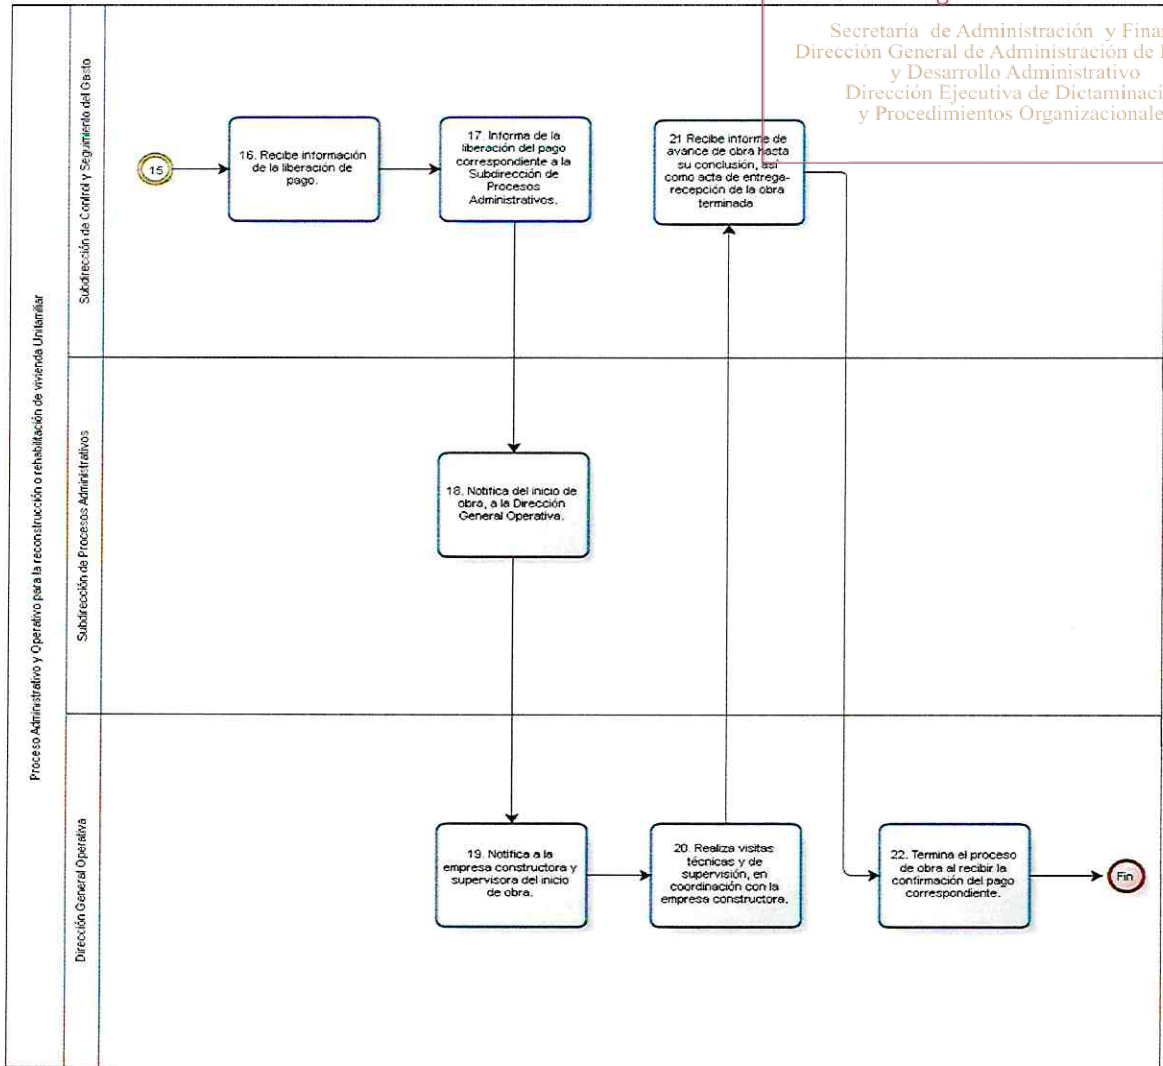 Secretaría de Administración y Finan
Dirección General de Administración de
y Desarrollo Administrativo
Dirección Ejecutiva de Dictaminaci
y Procedimientos Organizacionale
Proceso Administrativo y Operativo para la reconstrucción o rehabilitación de vivienda Unifamiliar
Subdirección de Control y Seguimiento del Gasto
15
16. Recibe información
de la liberación de
pago.
17. Informa de la
liberación del pago
correspondiente a la
Subdirección de
Procesos
Administrativos.
21 Recibe informe de
avance de obra hasta
su conclusión, así
como acta de entrega-
recepción de la obra
terminada
Subdirección de Procesos Administrativos
18. Notifica del inicio de
obra, a la Dirección
General Operativa.
Dirección General Operativa
19. Notifica a la
empresa constructora y
supervisora del inicio
de obra.
20. Realiza visitas
técnicas y de
supervisión, en
coordinación con la
empresa constructora.
22. Termina el proceso
de obra al recibir la
confirmación del pago
correspondiente.
Fin